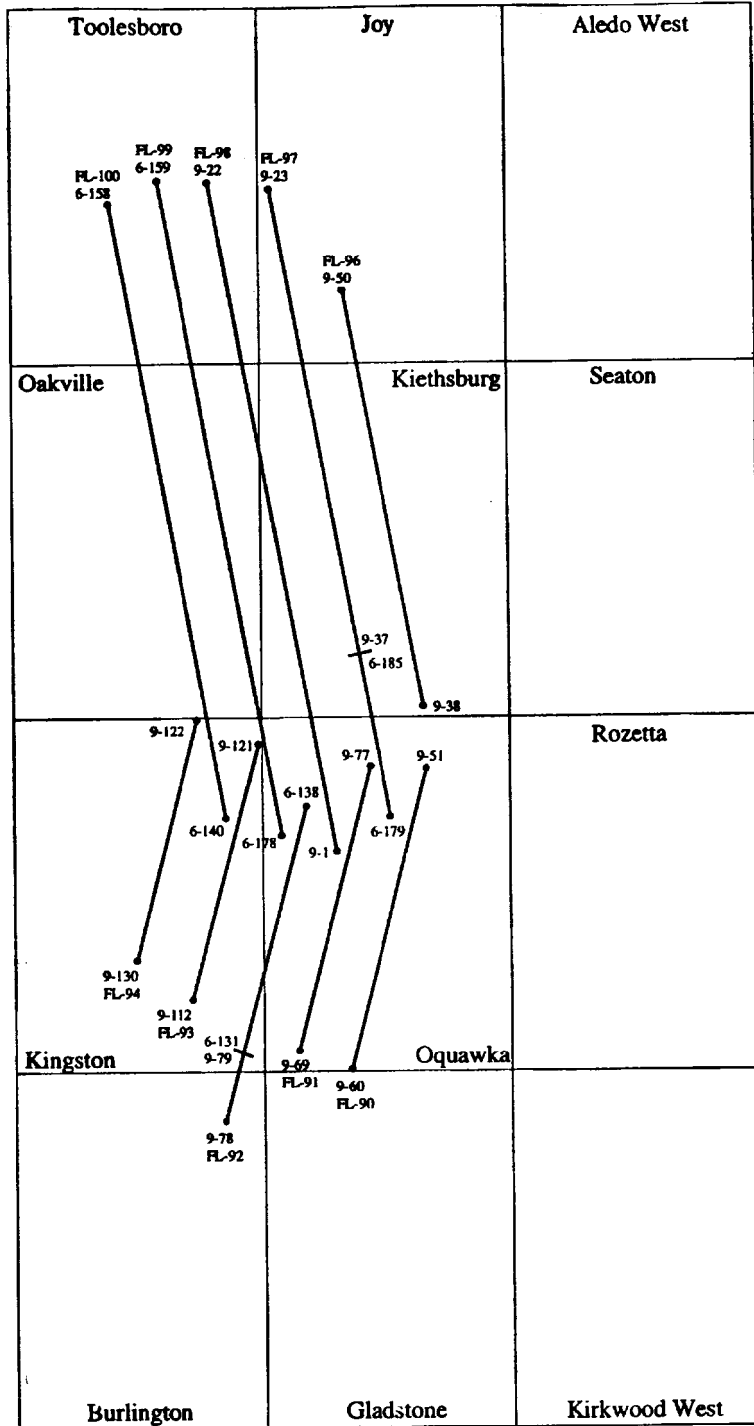 Toolesboro
Joy
Aledo West
FL-99
6-159
FL-98
9-22
FL-97
9-23
FL-100
6-158
FL-96
9-50
Oakville
Kiethsburg
Seaton
9-37
6-185
9-38
9-122
9-121
9-77
9-51
Rozetta
6-138
6-140
6-178
9-1
6-179
9-130
FL-94
9-112
FL-93
6-131
9-79
Kingston
9-69
FL-91
Oquawka
9-60
FL-90
9-78
FL-92
Burlington
Gladstone
Kirkwood West